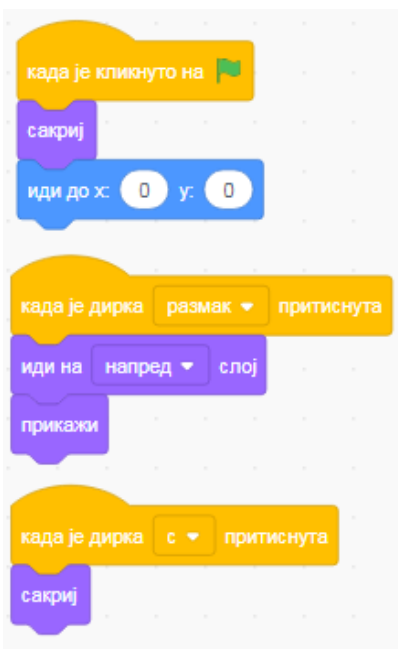 када је кликнуто на
сакриј
иди до x: 0 y: 0
када је дирка размак притиснута
иди на напред слој
прикажи
када је дирка с притиснута
сакриј